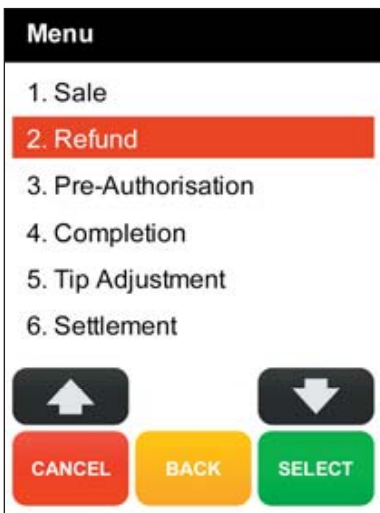 Menu
1. Sale
2. Refund
3. Pre-Authorisation
4. Completion
5. Tip Adjustment
6. Settlement
CANCEL BACK SELECT